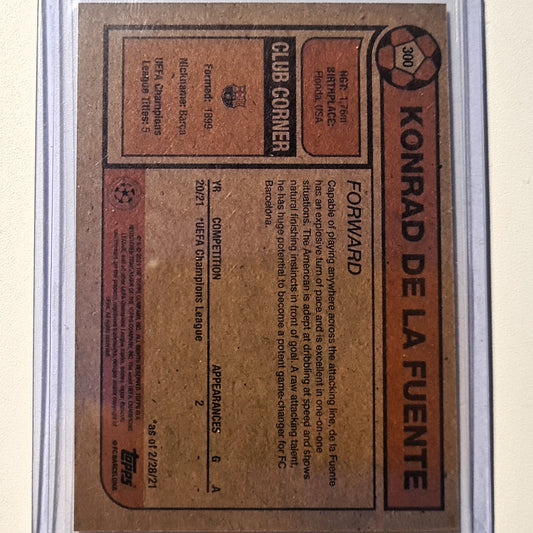 300
KONRAD DE LA FUENTE
HGT: 1.76m
BIRTHPLACE:
Florida, USA
FORWARD
Capable of playing anywhere across the attacking line, de la Fuente
has an explosive turn of pace and is excellent in one-on-one
situations. The American is adept at dribbling at speed and shows
natural finishing instincts in front of goal. A raw attacking talent,
he has huge potential to become a potent game-changer for FC
Barcelona.
CLUB CORNER
Formed: 1899
Nickname: Barça
UEFA Champions
League Titles: 5
YR COMPETITION APPEARANCES G A
20/21 *UEFA Champions League 2 - -
*as of 2/28/21
topps
© FC BARCELONA